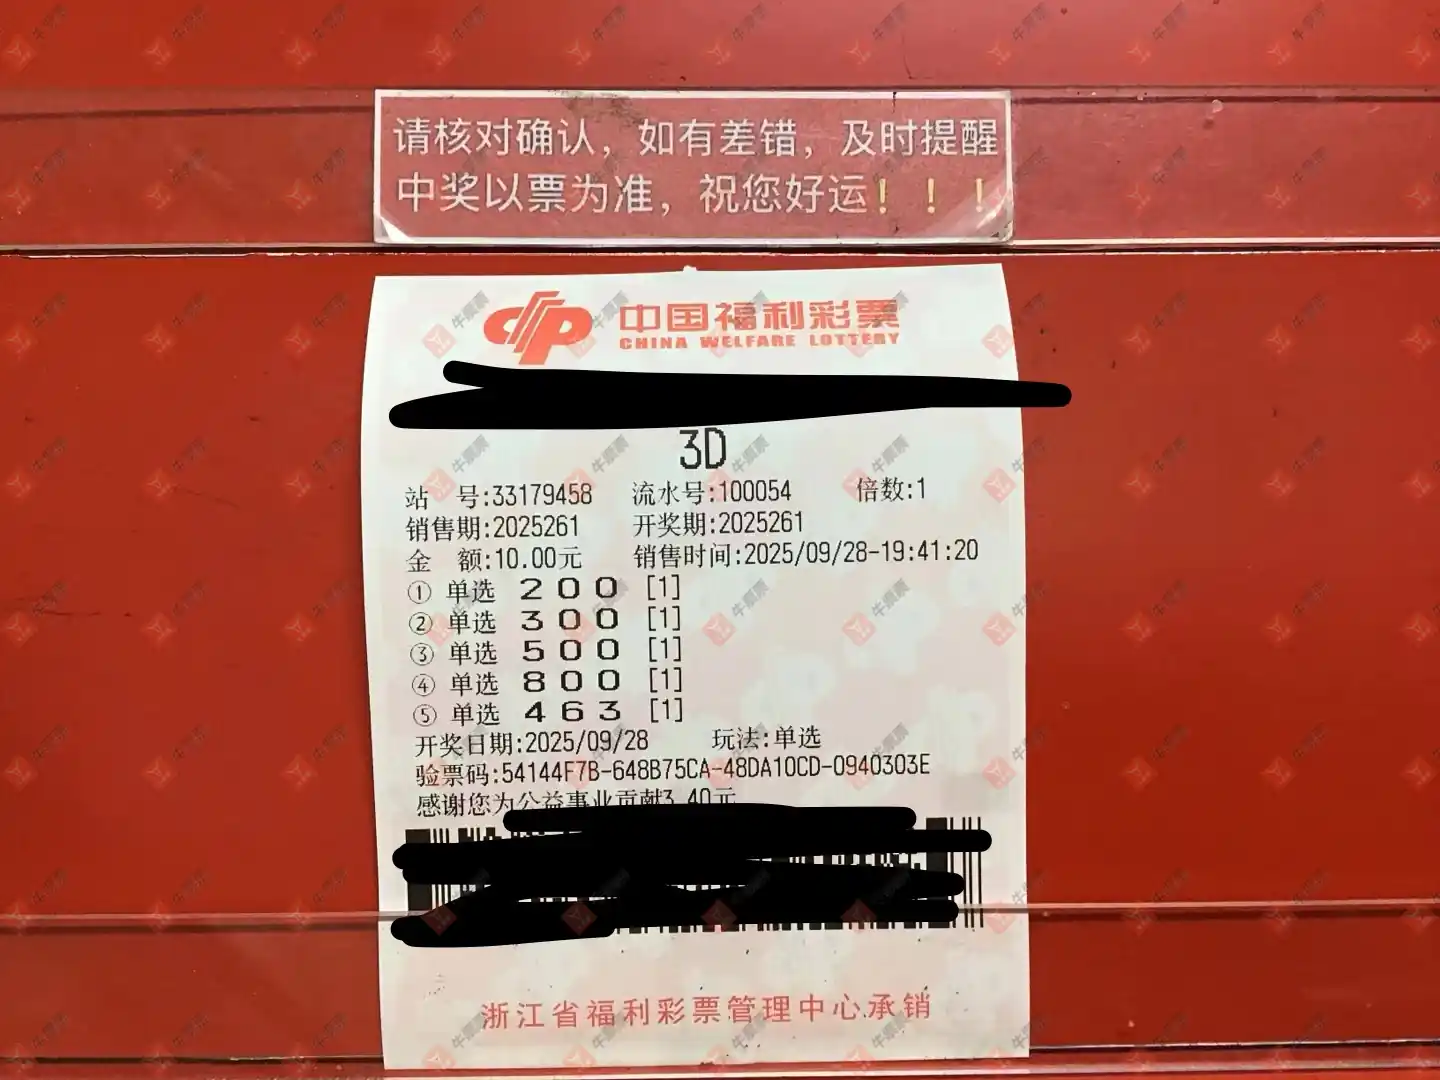 请核对确认，如有差错，及时提醒
中奖以票为准，祝您好运！！！
中国福利彩票
CHINA WELFARE LOTTERY
3D
站 号:33179458 流水号:100054 倍数:1
销售期:2025261 开奖期:2025261
金 额:10.00元 销售时间:2025/09/28-19:41:20
① 单选 2 0 0 [1]
② 单选 3 0 0 [1]
③ 单选 5 0 0 [1]
④ 单选 8 0 0 [1]
⑤ 单选 4 6 3 [1]
开奖日期:2025/09/28 玩法:单选
验票码:54144F7B-648B75CA-48DA10CD-0940303E
感谢您为公益事业贡献3.40元
浙江省福利彩票管理中心承销